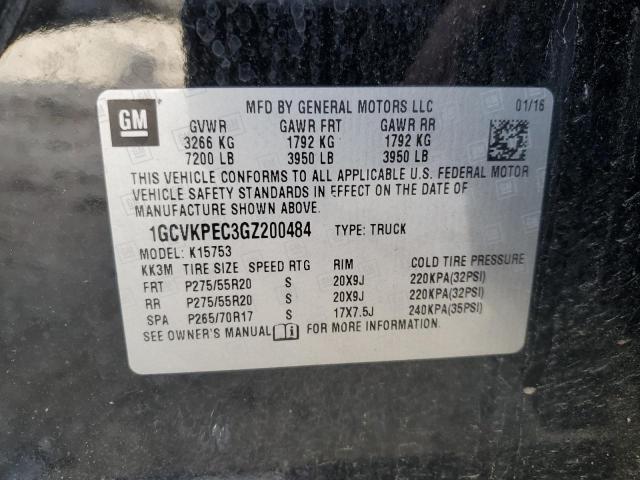 GM
MFD BY GENERAL MOTORS LLC 01/16
GVWR GAWR FRT GAWR RR
3266 KG 1792 KG 1792 KG
7200 LB 3950 LB 3950 LB
THIS VEHICLE CONFORMS TO ALL APPLICABLE U.S. FEDERAL MOTOR
VEHICLE SAFETY STANDARDS IN EFFECT ON THE DATE OF
MANUFACTURE SHOWN ABOVE.
1GCVKPEC3GZ200484 TYPE: TRUCK
MODEL: K15753
KK3M TIRE SIZE SPEED RTG RIM COLD TIRE PRESSURE
FRT P275/55R20 S 20X9J 220KPA(32PSI)
RR P275/55R20 S 20X9J 220KPA(32PSI)
SPA P265/70R17 S 17X7.5J 240KPA(35PSI)
SEE OWNER'S MANUAL FOR MORE INFORMATION.